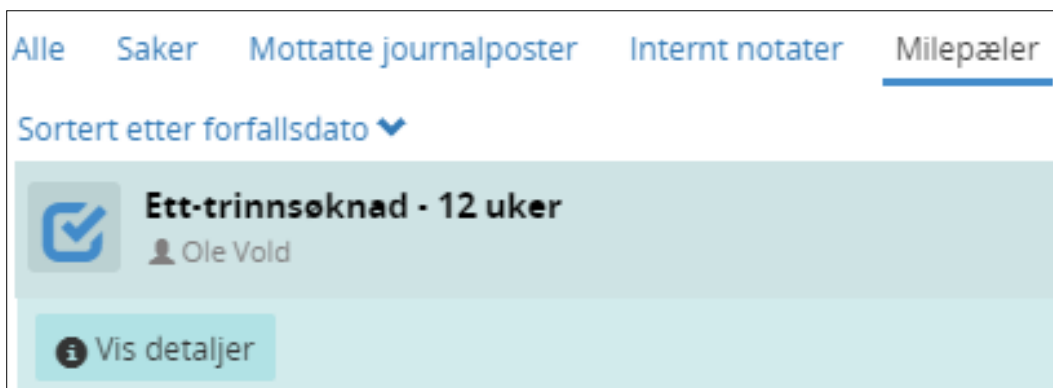 Alle Saker Mottatte journalposter Internt notater Milepæler
Sortert etter forfallsdato
Ett-trinnsøknad - 12 uker
Ole Vold
Vis detaljer